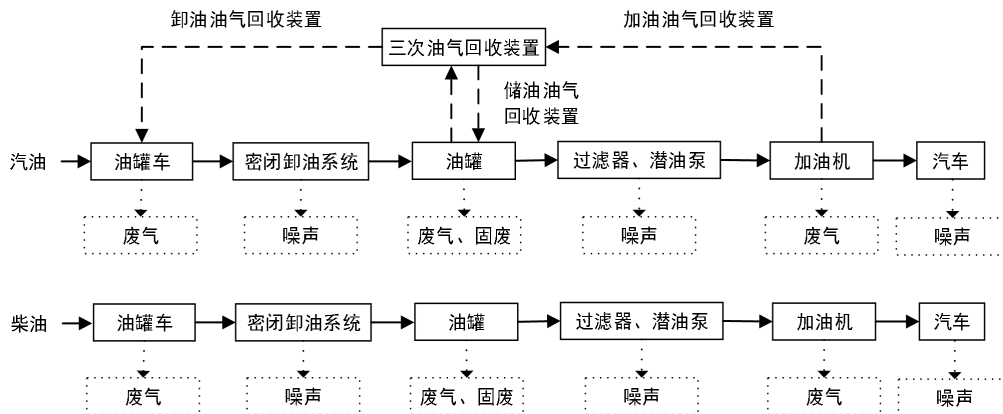 卸油油气回收装置
加油油气回收装置
三次油气回收装置
储油油气
回收装置
汽油
油罐车
密闭卸油系统
油罐
过滤器、潜油泵
加油机
汽车
废气
噪声
废气、固废
噪声
废气
噪声
柴油
油罐车
密闭卸油系统
油罐
过滤器、潜油泵
加油机
汽车
废气
噪声
废气、固废
噪声
废气
噪声